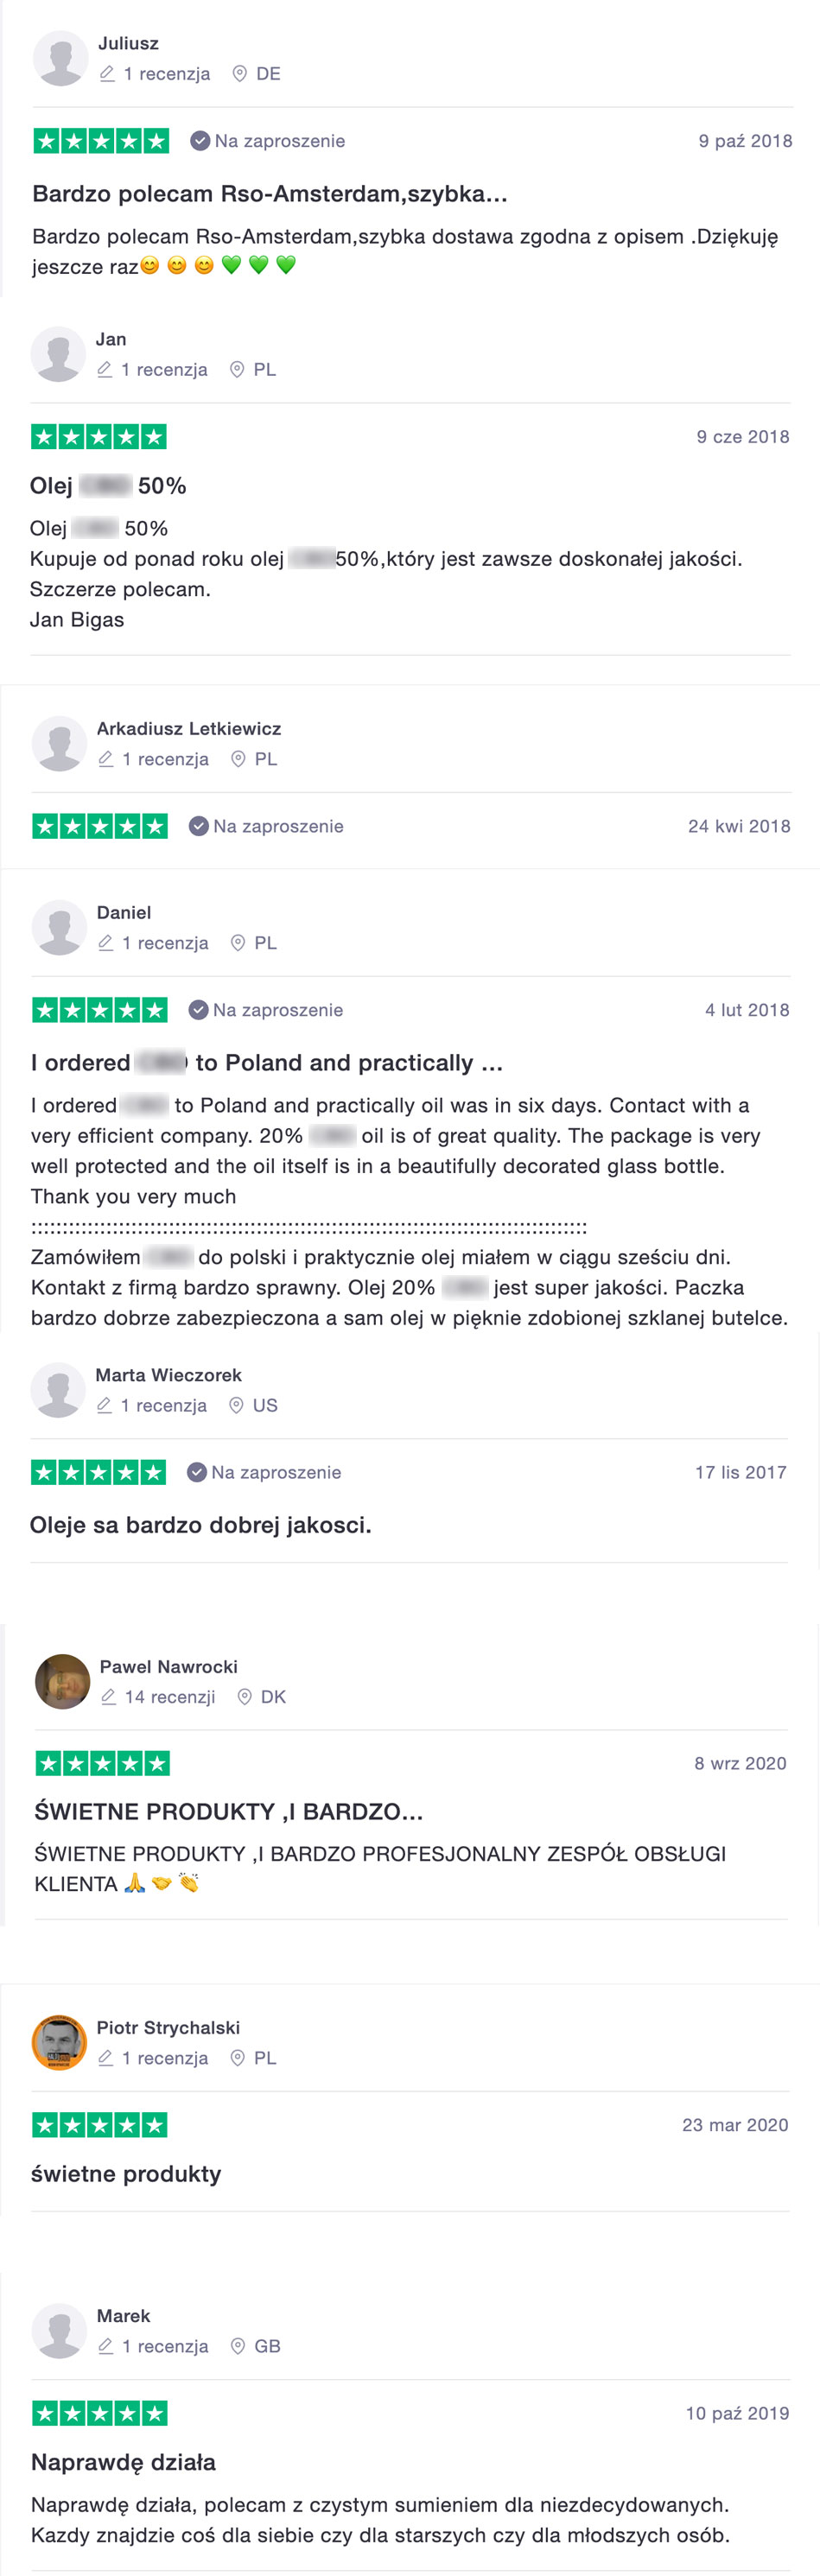 Juliusz
1 recenzja DE
Na zaproszenie 9 paź 2018
Bardzo polecam Rso-Amsterdam,szybka...
Bardzo polecam Rso-Amsterdam,szybka dostawa zgodna z opisem .Dziękuję
jeszcze raz😊 😊 😊 💚 💚 💚
Jan
1 recenzja PL
9 cze 2018
Olej 50%
Olej 50%
Kupuje od ponad roku olej 50%,który jest zawsze doskonałej jakości.
Szczerze polecam.
Jan Bigas
Arkadiusz Letkiewicz
1 recenzja PL
Na zaproszenie 24 kwi 2018
Daniel
1 recenzja PL
Na zaproszenie 4 lut 2018
I ordered to Poland and practically ...
I ordered to Poland and practically oil was in six days. Contact with a
very efficient company. 20% oil is of great quality. The package is very
well protected and the oil itself is in a beautifully decorated glass bottle.
Thank you very much
::::::::::::::::::::::::::::::::::::::::::::::::::::::::::::::::::::::::::::::::::::::::
Zamówiłem do polski i praktycznie olej miałem w ciągu sześciu dni.
Kontakt z firmą bardzo sprawny. Olej 20% jest super jakości. Paczka
bardzo dobrze zabezpieczona a sam olej w pięknie zdobionej szklanej butelce.
Marta Wieczorek
1 recenzja US
Na zaproszenie 17 lis 2017
Oleje sa bardzo dobrej jakosci.
Pawel Nawrocki
14 recenzji DK
8 wrz 2020
ŚWIETNE PRODUKTY ,I BARDZO...
ŚWIETNE PRODUKTY ,I BARDZO PROFESJONALNY ZESPÓŁ OBSŁUGI
KLIENTA 🙏 🤝 👏
Piotr Strychalski
1 recenzja PL
23 mar 2020
świetne produkty
Marek
1 recenzja GB
10 paź 2019
Naprawdę działa
Naprawdę działa, polecam z czystym sumieniem dla niezdecydowanych.
Kazdy znajdzie coś dla siebie czy dla starszych czy dla młodszych osób.